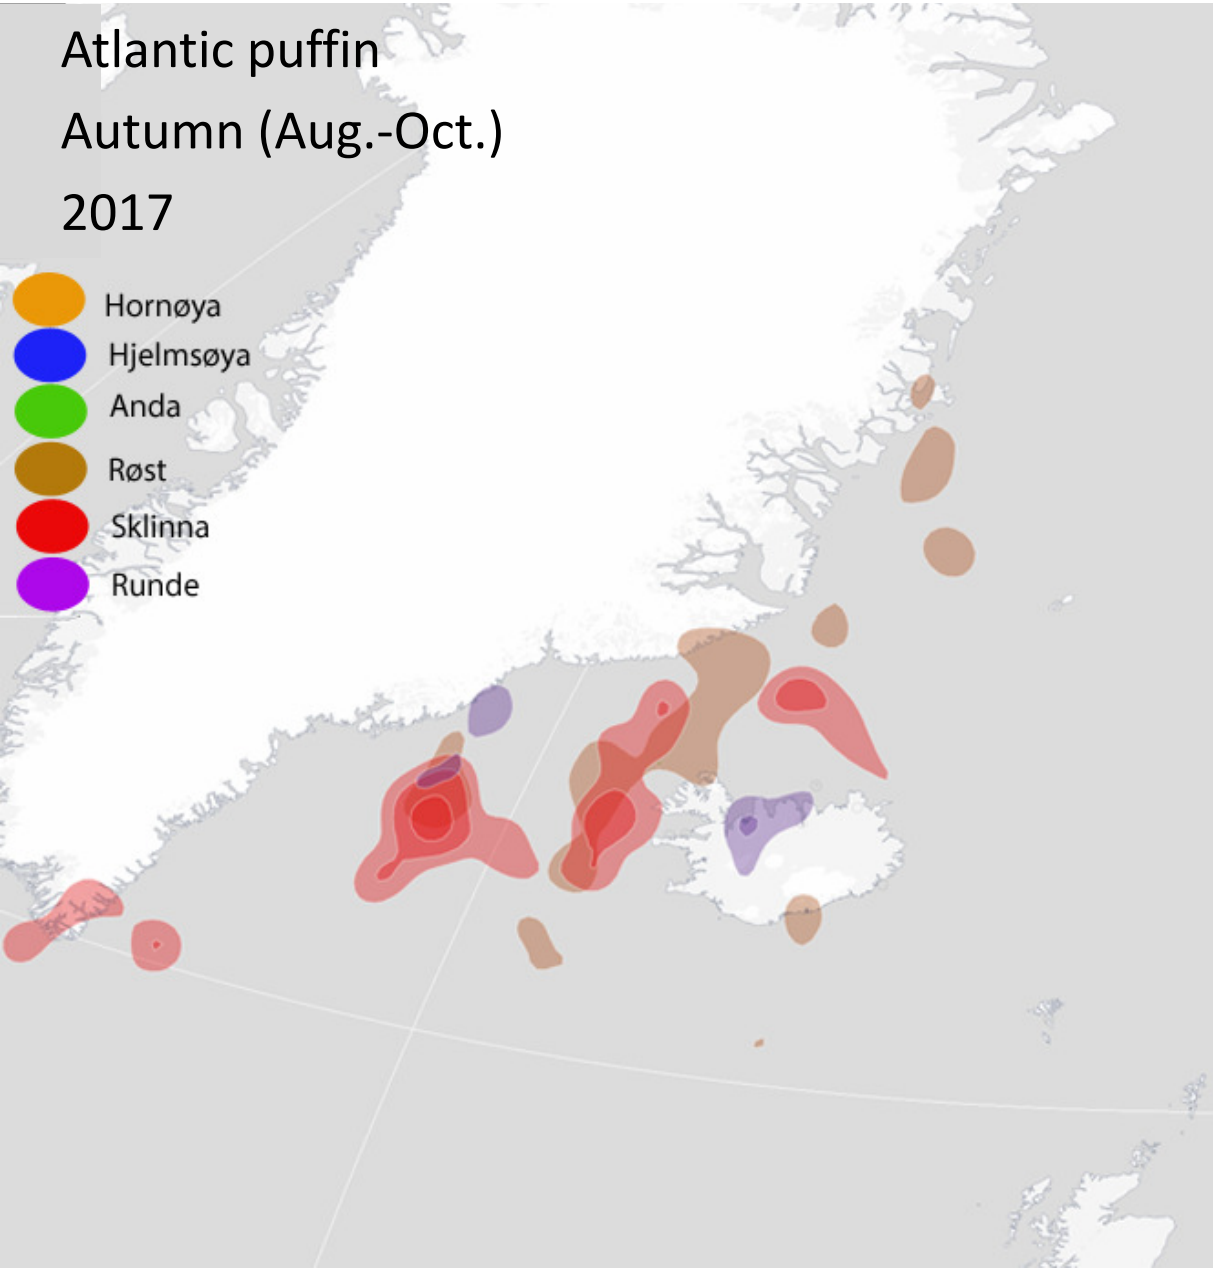 Atlantic puffin
Autumn (Aug.-Oct.)
2017
Hornøya
Hjelmsøya
Anda
Røst
Sklinna
Runde